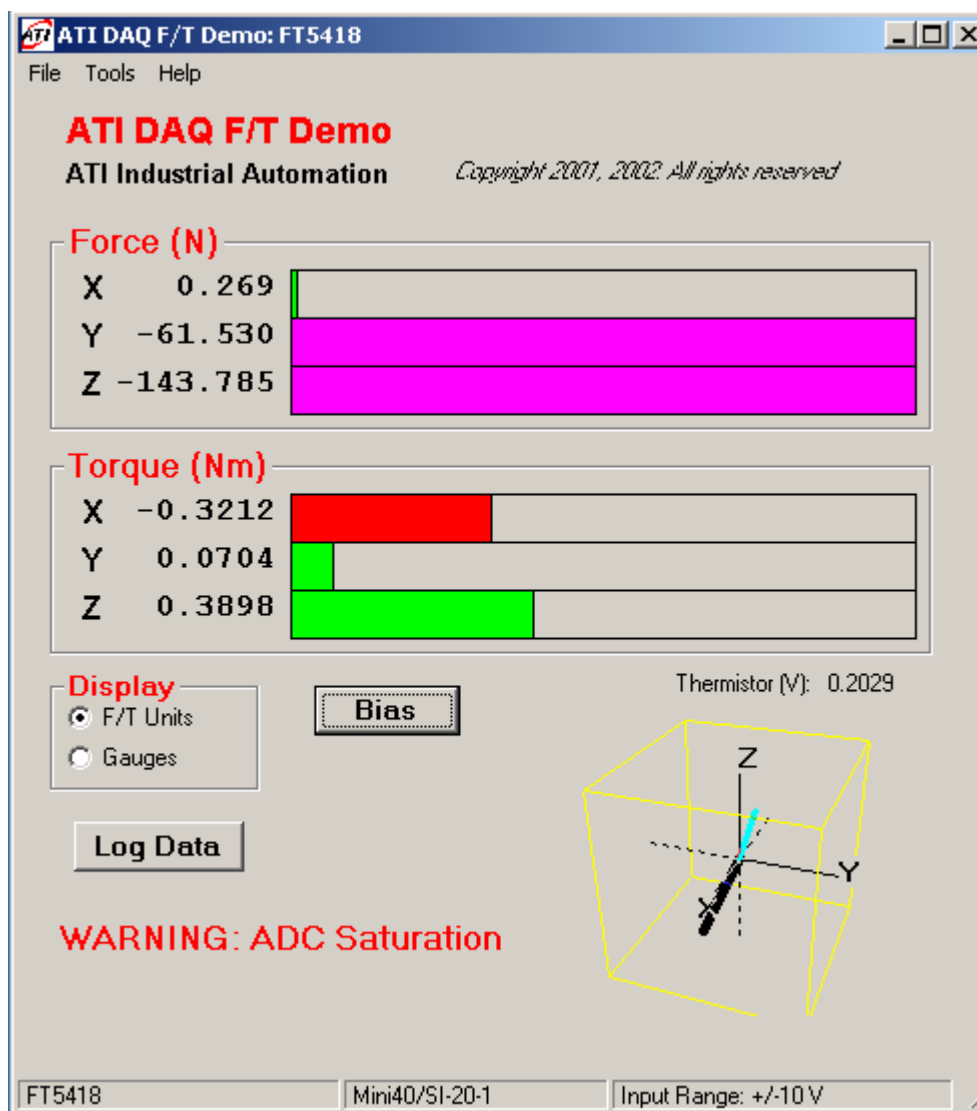 ATI ATI DAQ F/T Demo: FT5418
File Tools Help
ATI DAQ F/T Demo
ATI Industrial Automation Copyright 2001, 2002. All rights reserved
Force (N)
X 0.269
Y -61.530
Z -143.785
Torque (Nm)
X -0.3212
Y 0.0704
Z 0.3898
Display
F/T Units
Gauges
Bias
Thermistor (V): 0.2029
Z
Y
X
Log Data
WARNING: ADC Saturation
FT5418 Mini40/SI-20-1 Input Range: +/-10 V